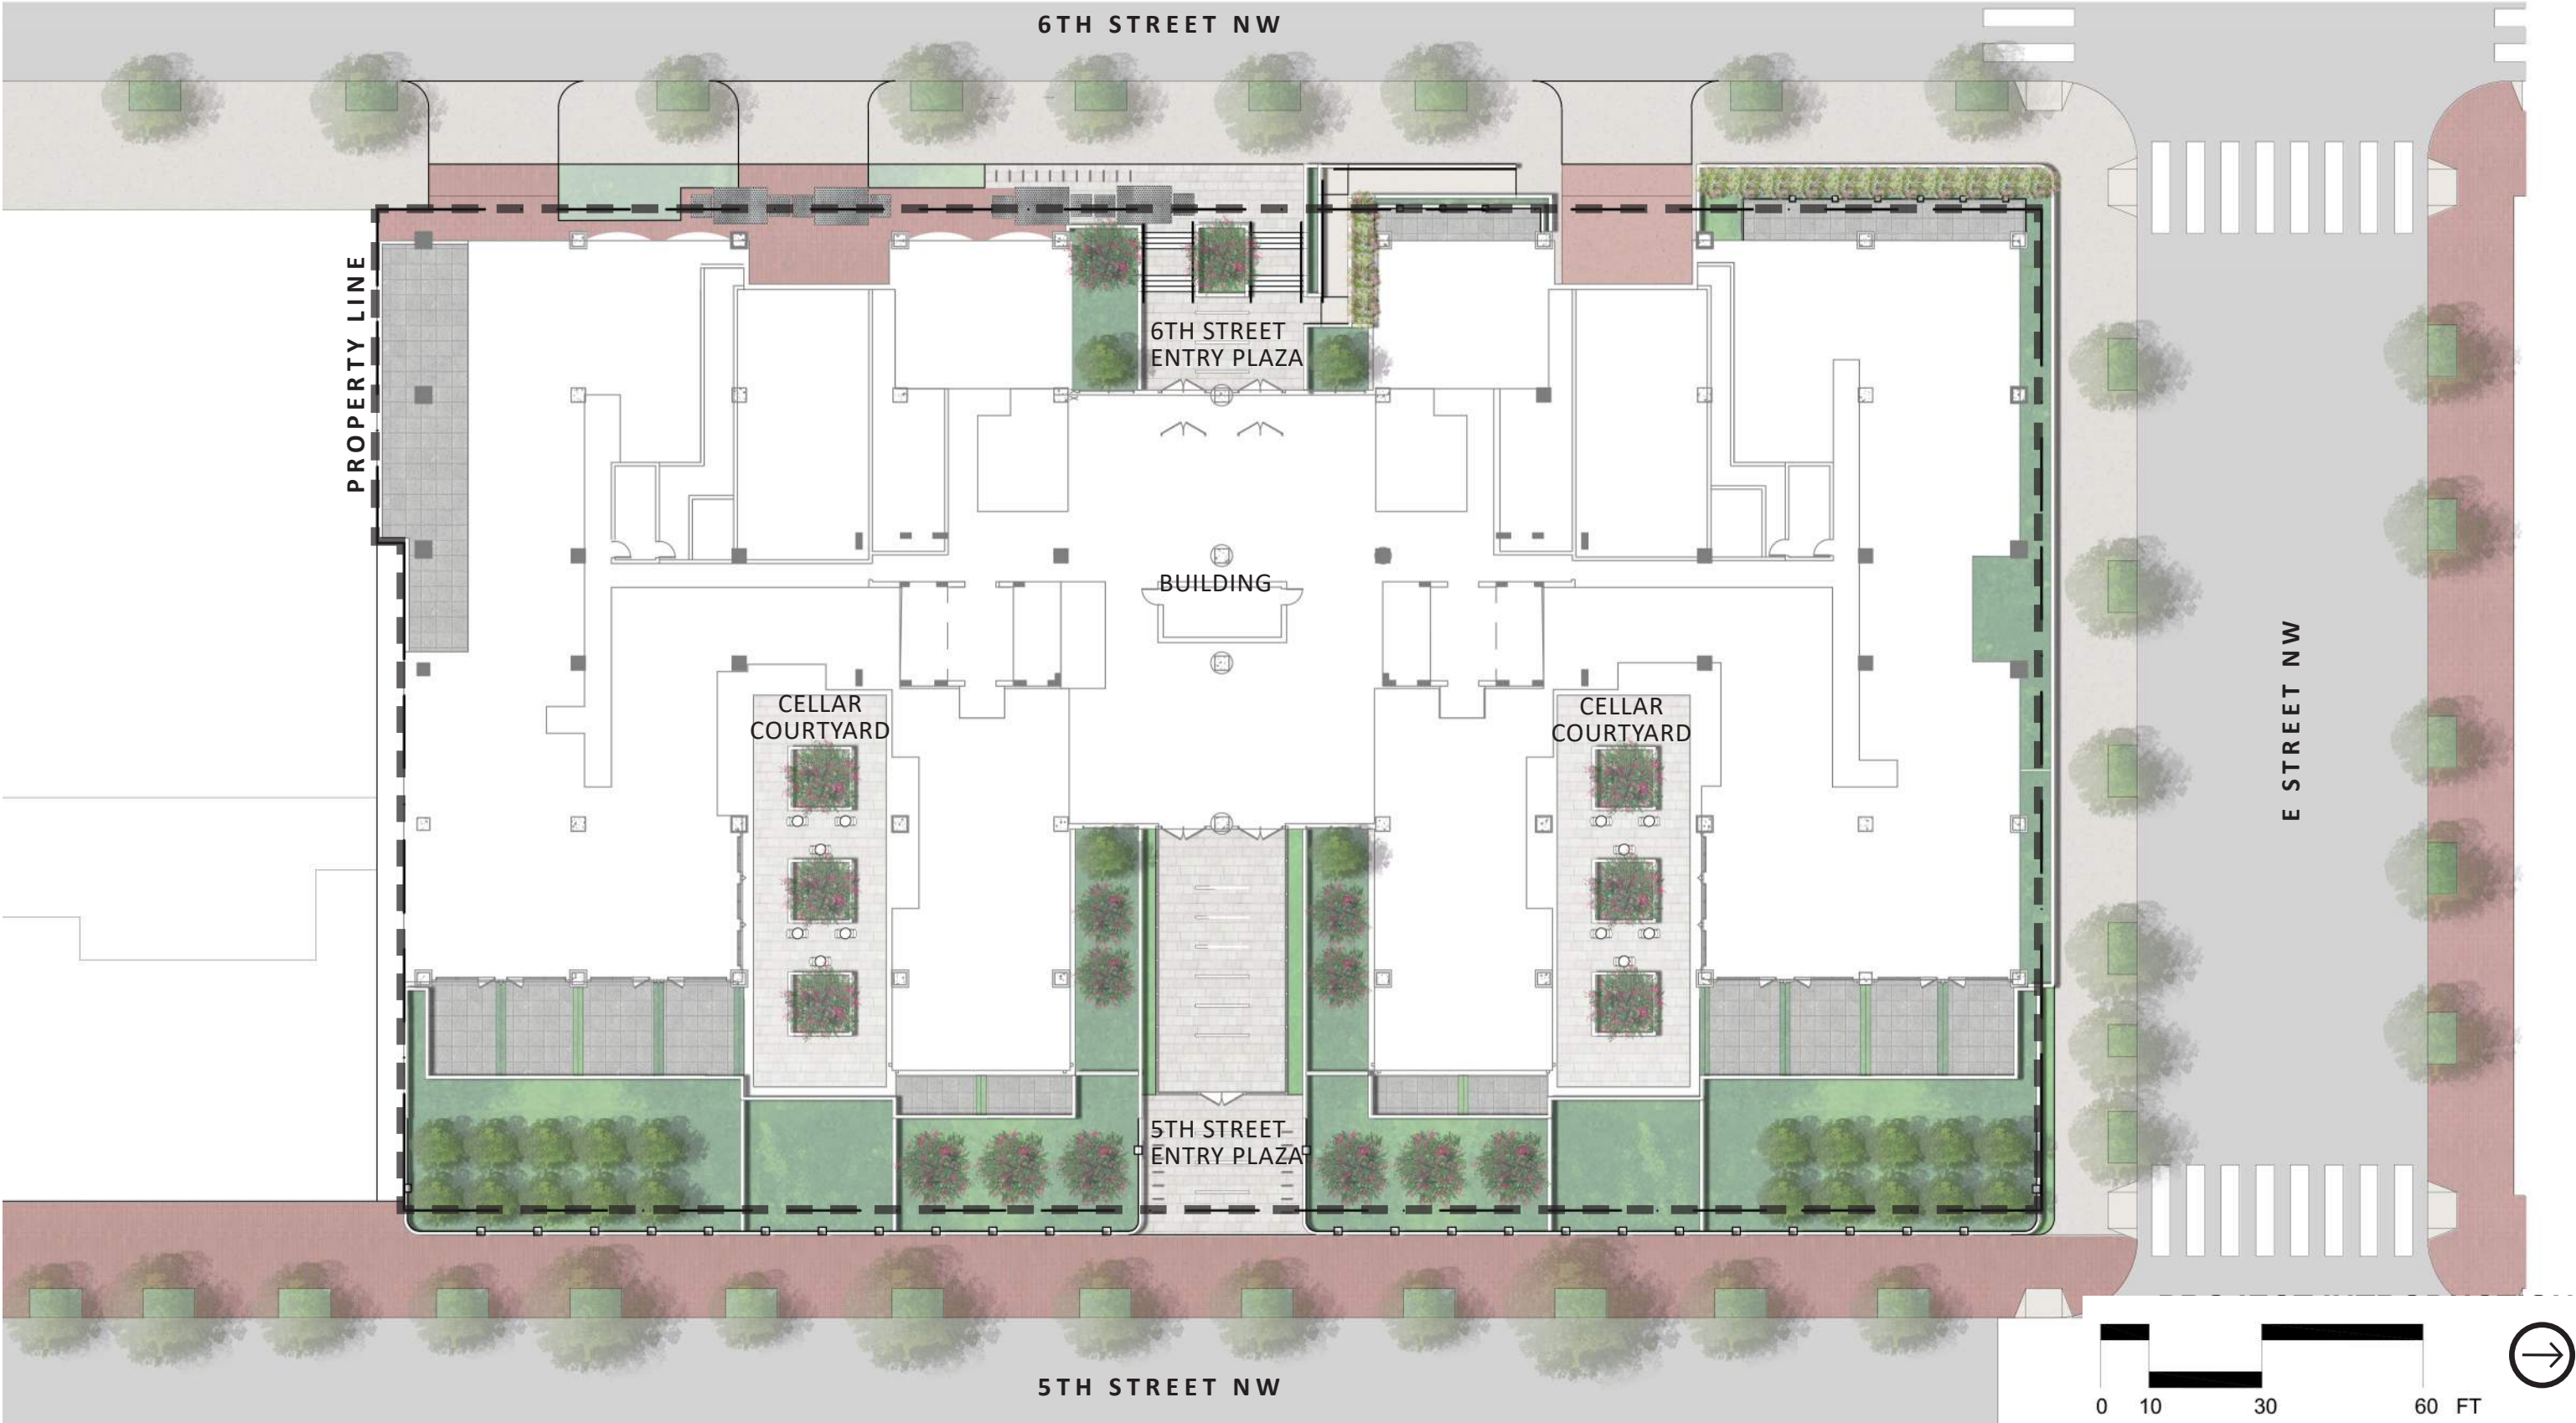 6TH STREET NW
PROPERTY LINE
6TH STREET
ENTRY PLAZA
BUILDING
CELLAR
COURTYARD
CELLAR
COURTYARD
E STREET NW
5TH STREET
ENTRY PLAZA
5TH STREET NW
0 10 30 60 FT